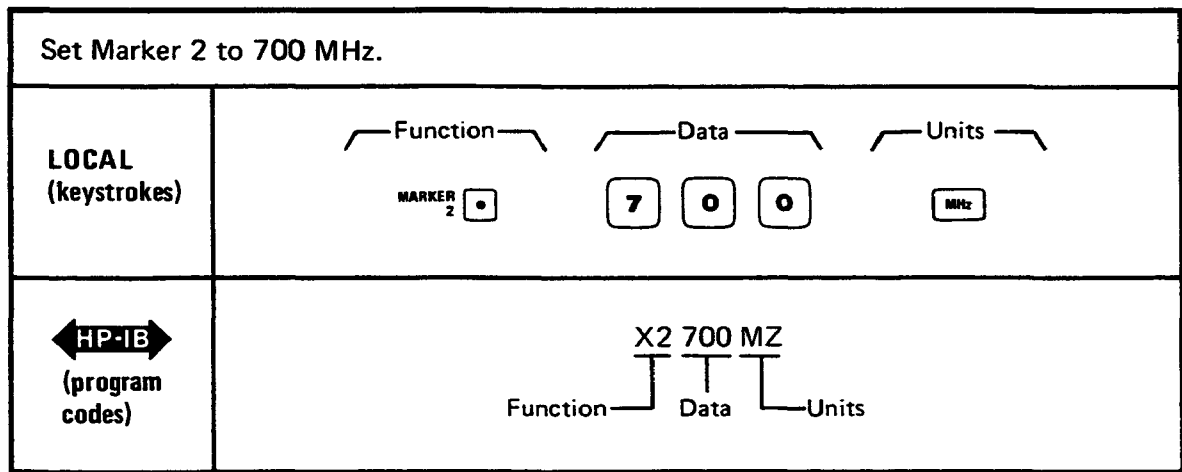 Set Marker 2 to 700 MHz.
LOCAL
(keystrokes)
Function Data Units
MARKER
2
7 0 0 MHz
HP-IB
(program
codes)
X2 700 MZ
Function Data Units